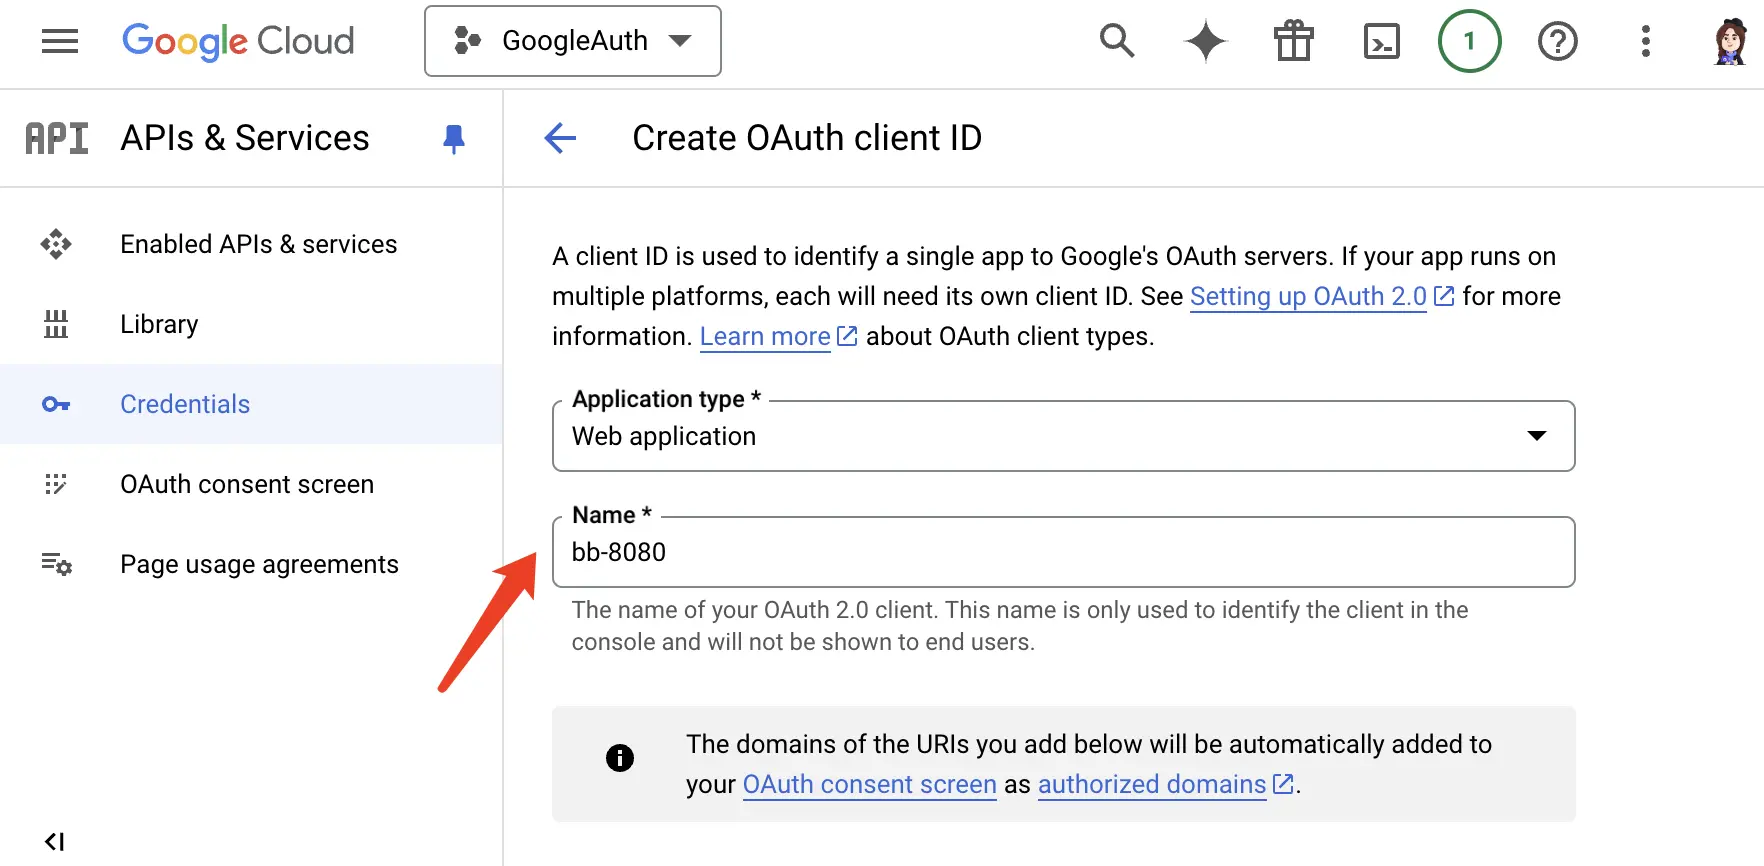 Google Cloud
GoogleAuth
1
API
APIs & Services
Create OAuth client ID
Enabled APIs & services
Library
Credentials
OAuth consent screen
Page usage agreements
A client ID is used to identify a single app to Google's OAuth servers. If your app runs on
multiple platforms, each will need its own client ID. See Setting up OAuth 2.0 for more
information. Learn more about OAuth client types.
Application type *
Web application
Name *
bb-8080
The name of your OAuth 2.0 client. This name is only used to identify the client in the
console and will not be shown to end users.
The domains of the URIs you add below will be automatically added to
your OAuth consent screen as authorized domains.